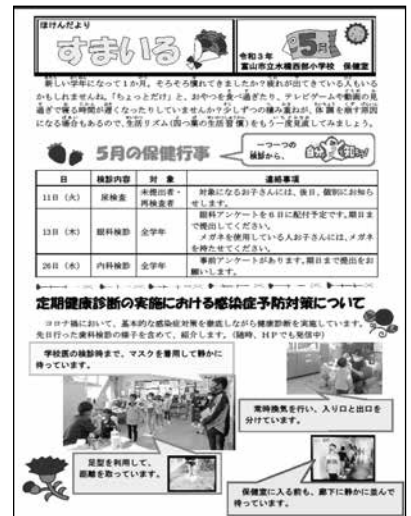 ほけんだより
すまいる
令和3年
5月
富山市立水橋西部小学校 保健室
新しい学年になって1か月。そろそろ慣れてきましたか？疲れが出てきている人もいる
かもしれませんね。「ちょっとだけ」と、おやつを食べ過ぎたり、テレビゲームや動画の見
過ぎで寝る時間が遅くなったりしていませんか？少しずつの積み重ねが、体調を崩す原因
になる場合もあるので、生活リズム（四つ葉の生活習慣）をもう一度見直してみましょう。
5月の保健行事
一つ一つの
検診から、
日 検診内容 対 象 連絡事項
11日（火） 尿検査 未提出者・再検査者 対象になるお子さんには、後日、個別にお知らせします。
13日（木） 眼科検診 全学年 眼科アンケートを6日に配付予定です。期日まで提出してください。
メガネを使用している人お子さんには、メガネを持たせてください。
26日（水） 内科検診 全学年 事前アンケートがあります。期日まで提出をお願いします。
定期健康診断の実施における感染症予防対策について
コロナ禍において、基本的な感染症対策を徹底しながら健康診断を実施しています。
先日行った歯科検診の様子を含めて、紹介します。（随時、HPでも発信中）
学校医の検診時まで、マスクを着用して静かに
待っています。
常時換気を行い、入り口と出口を
分けています。
足型を利用して、
距離を取っています。
保健室に入る前も、廊下に静かに並んで
待っています。